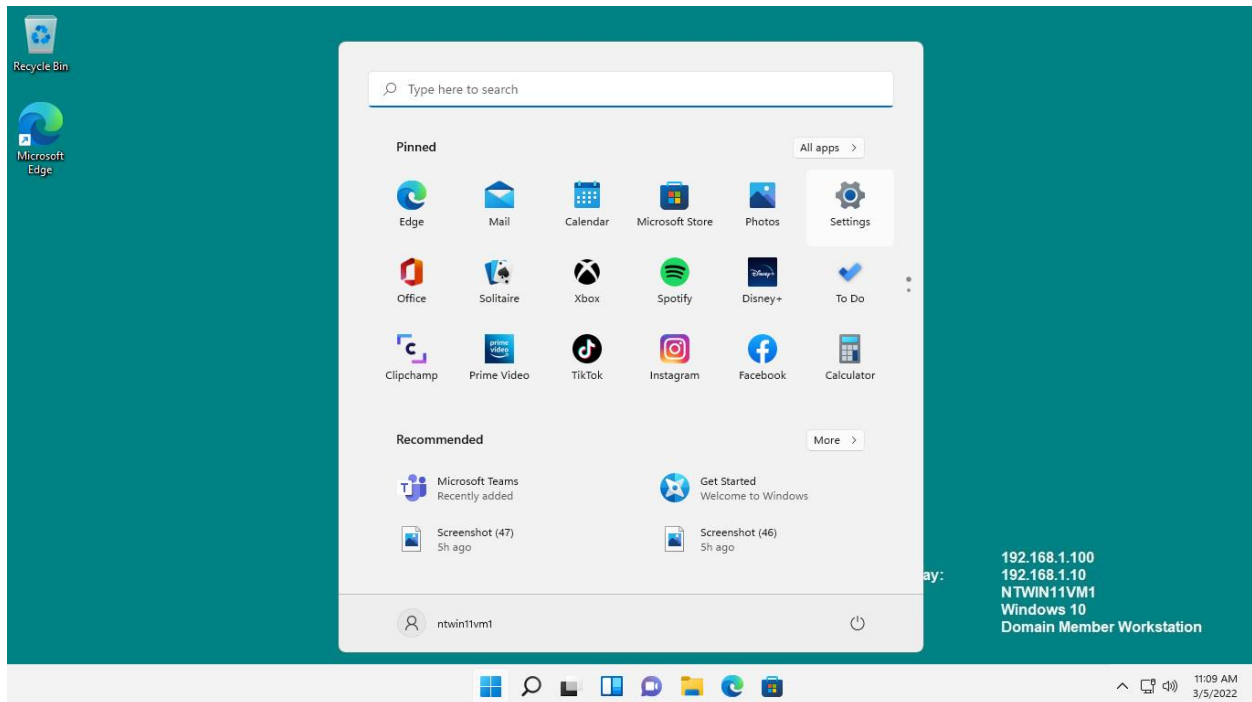 Recycle Bin
Microsoft
Edge
Type here to search
Pinned
All apps >
Edge
Mail
Calendar
Microsoft Store
Photos
Settings
Office
Solitaire
Xbox
Spotify
Disney+
Disney+
To Do
prime
video
Clipchamp
Prime Video
TikTok
Instagram
Facebook
Calculator
Recommended
More >
Microsoft Teams
Recently added
Get Started
Welcome to Windows
Screenshot (47)
5h ago
Screenshot (46)
5h ago
ntwin11vm1
192.168.1.100
ay: 192.168.1.10
NTWIN11VM1
Windows 10
Domain Member Workstation
11:09 AM
3/5/2022